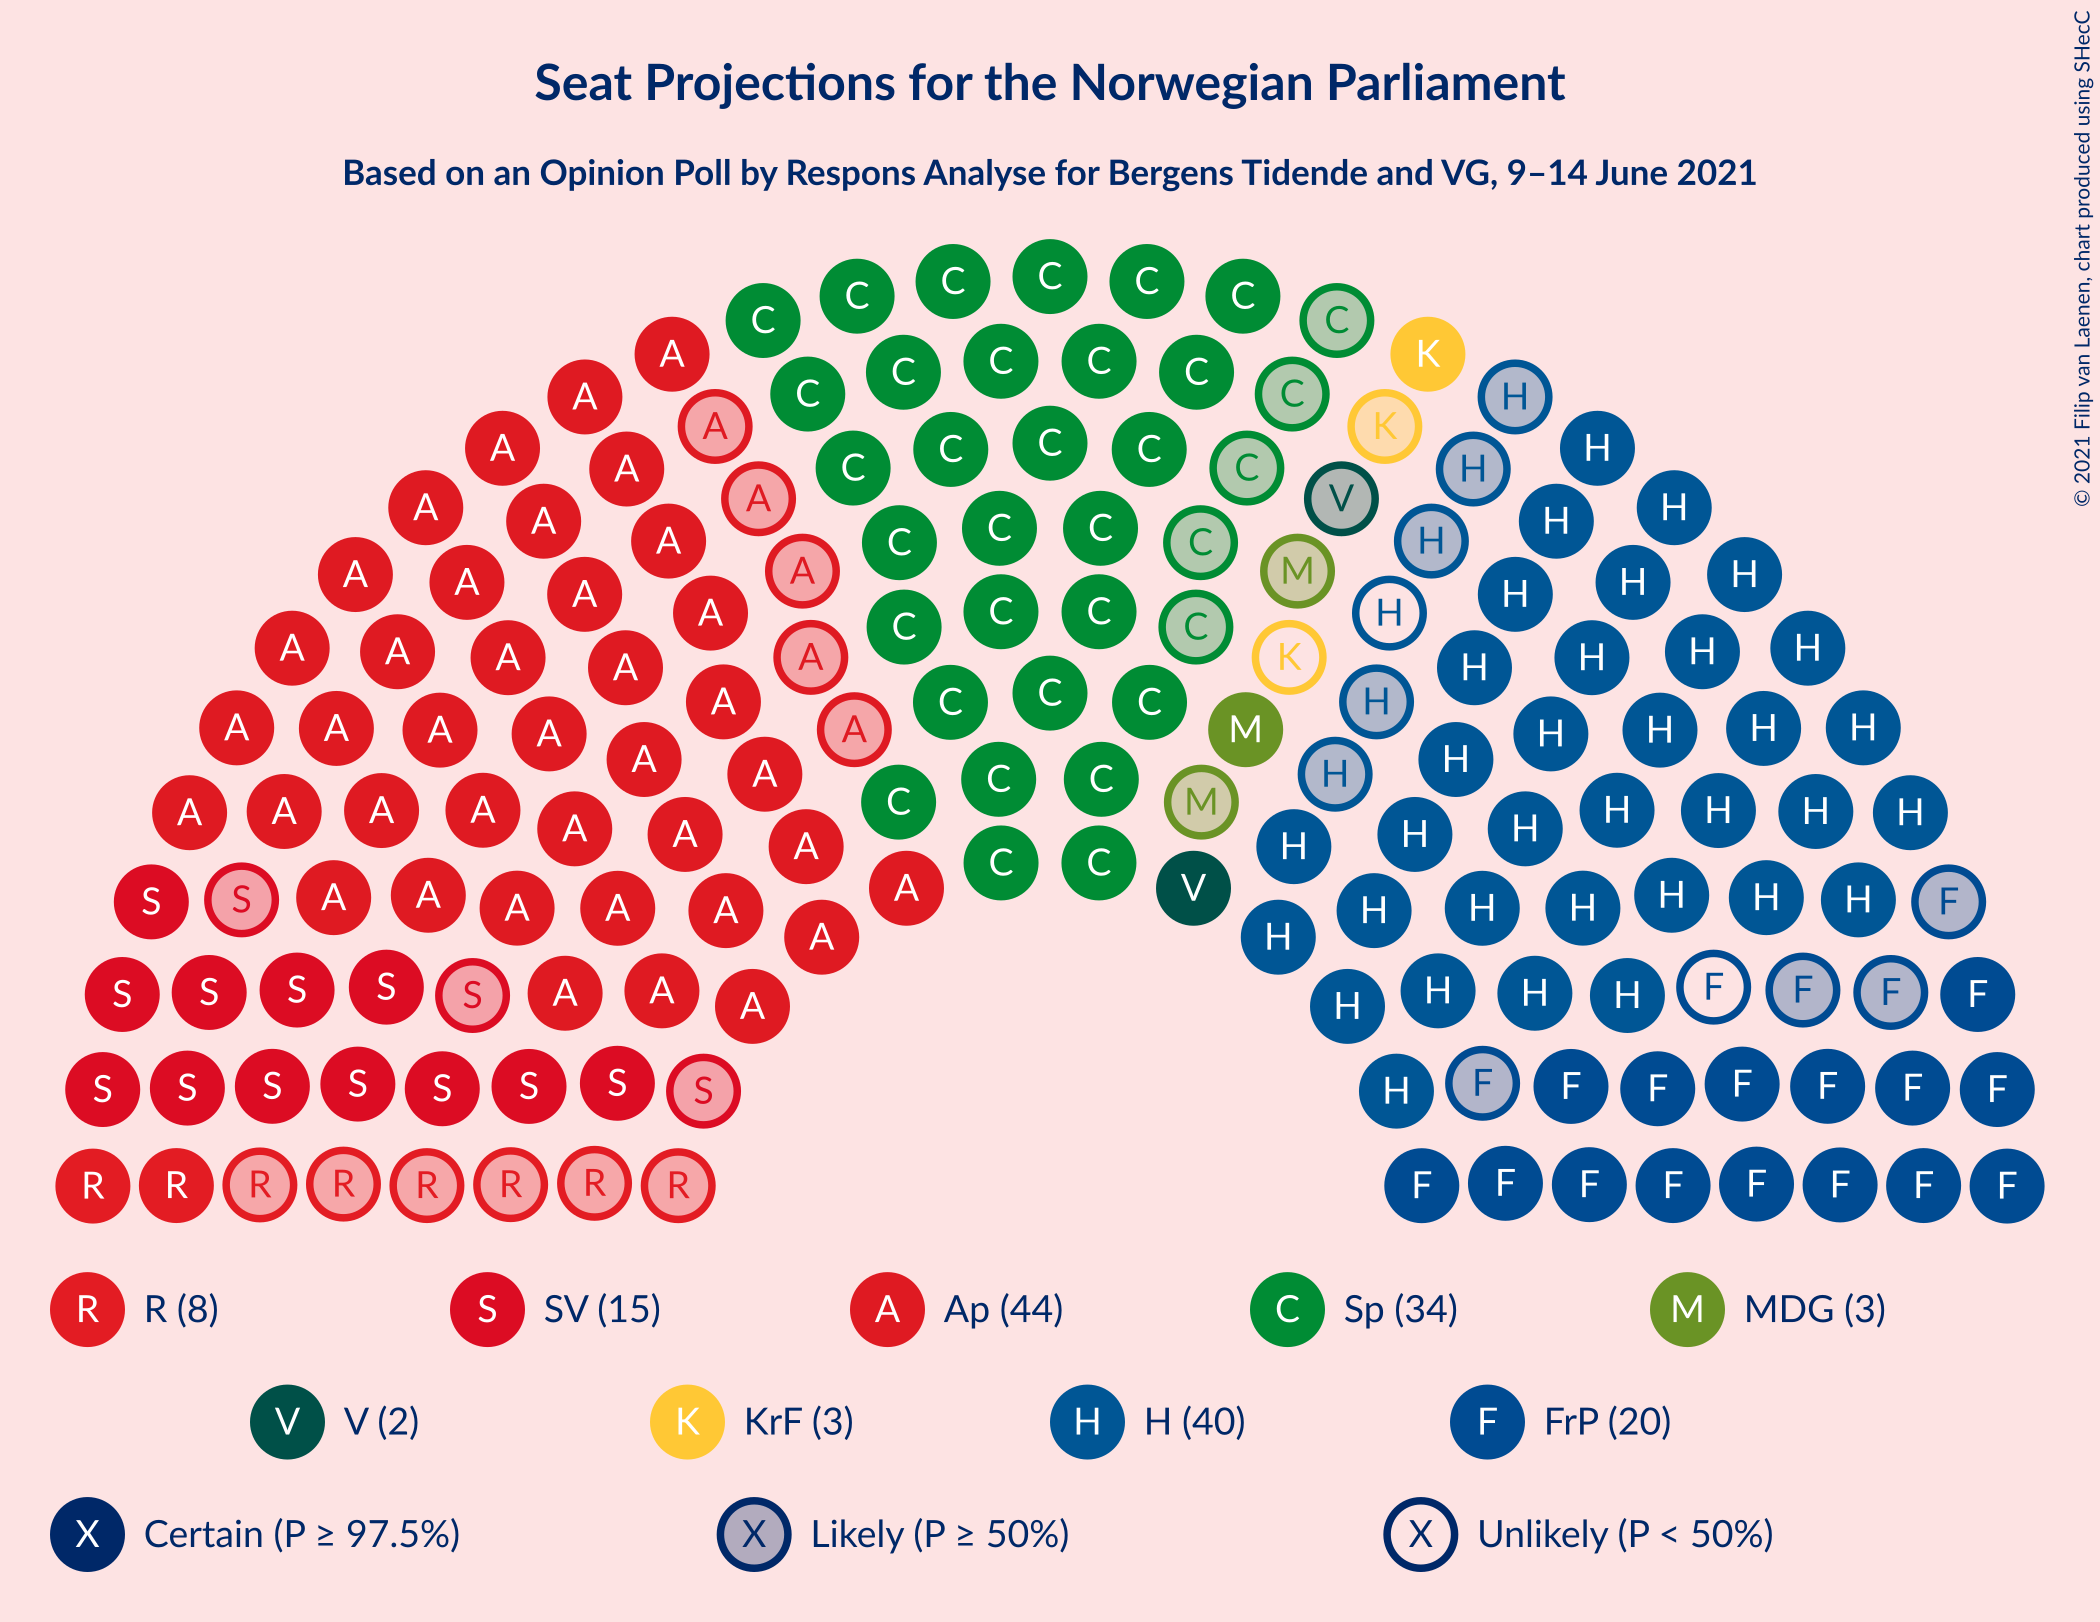 Seat Projections for the Norwegian Parliament
Based on an Opinion Poll by Respons Analyse for Bergens Tidende and VG, 9–14 June 2021
© 2021 Filip van Laenen, chart produced using SHecC
C C C C C C C
A K
C C C C C C
A A H H
A K
C C C C C
A A H H
A V
C C C C
A A H H
A M
C C C C
A A H H
A K
C C C
A M
C C C
A M
C C
A V
R R R R R R R R F F F F F F F F
R R (8) S SV (15) A Ap (44) C Sp (34) M MDG (3)
V V (2) K KrF (3) H H (40) F FrP (20)
X Certain (P ≥ 97.5%) X Likely (P ≥ 50%) X Unlikely (P < 50%)